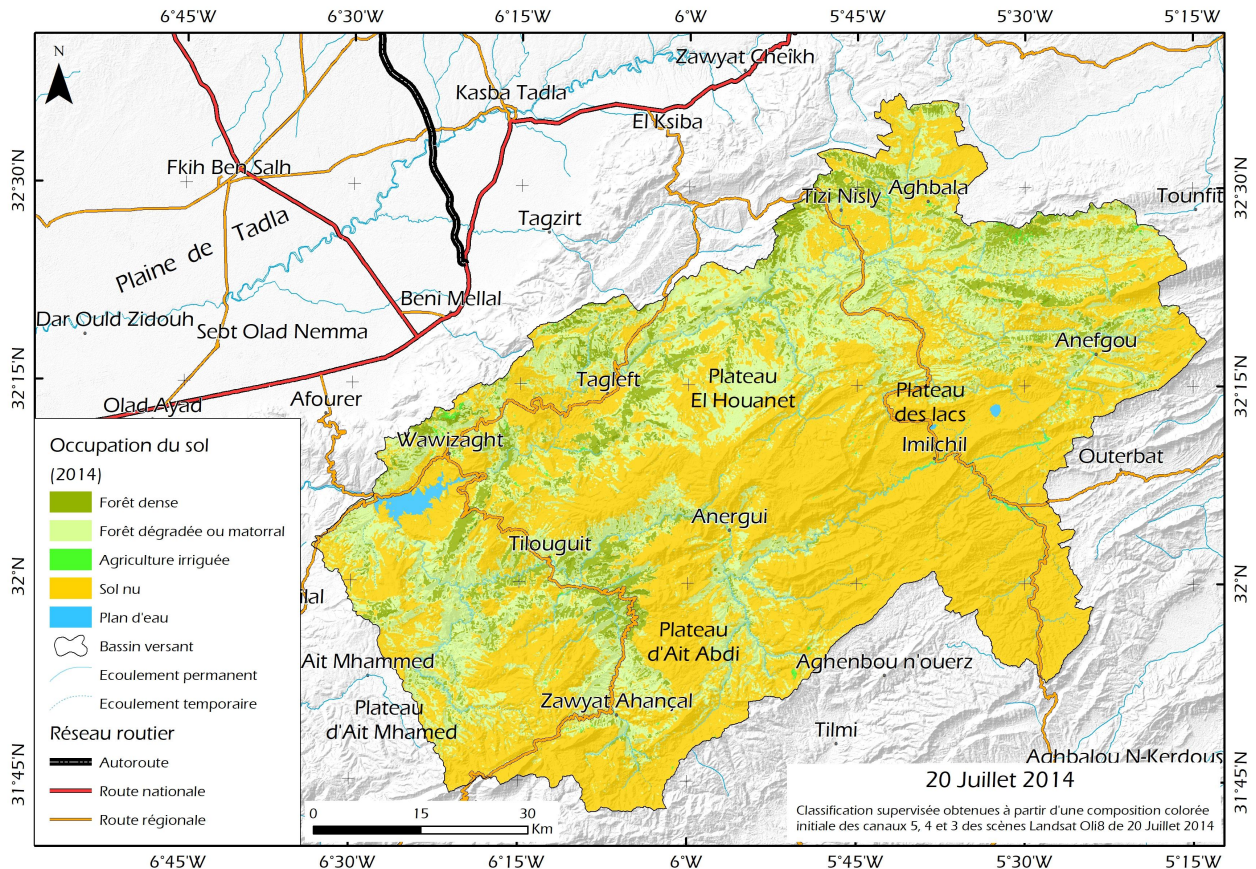 6°45'W 6°30'W 6°15'W 6°W 5°45'W 5°30'W 5°15'W
N
Zawyat Cheîkh
Kasba Tadla
El Ksiba
32°30'N
Fkih Ben Salh
Tizi Nisly
Aghbala
Tounfit
32°30'N
Tagzirt
Plaine de Tadla
Beni Mellal
Dar Ould Zidouh
Sebt Olad Nemma
Anefgou
32°15'N
Tagleft
Plateau
El Houanet
Plateau
des lacs
32°15'N
Olad Ayad
Afourer
Wawizaght
Imilchil
Outerbat
Anergui
Tilouguit
32°N
32°N
ilal
Plateau
d'Ait Abdi
Ait Mhammed
Aghenbou n'ouerz
Zawyat Ahançal
Plateau
d'Ait Mhamed
Tilmi
Aghbalou N-Kerdous
31°45'N
31°45'N
Occupation du sol
(2014)
Forêt dense
Forêt dégradée ou matorral
Agriculture irriguée
Sol nu
Plan d'eau
Bassin versant
Ecoulement permanent
Ecoulement temporaire
Réseau routier
Autoroute
Route nationale
Route régionale
0 15 30
Km
20 Juillet 2014
Classification supervisée obtenues à partir d'une composition colorée
initiale des canaux 5, 4 et 3 des scènes Landsat Oli8 de 20 Juillet 2014
6°45'W 6°30'W 6°15'W 6°W 5°45'W 5°30'W 5°15'W